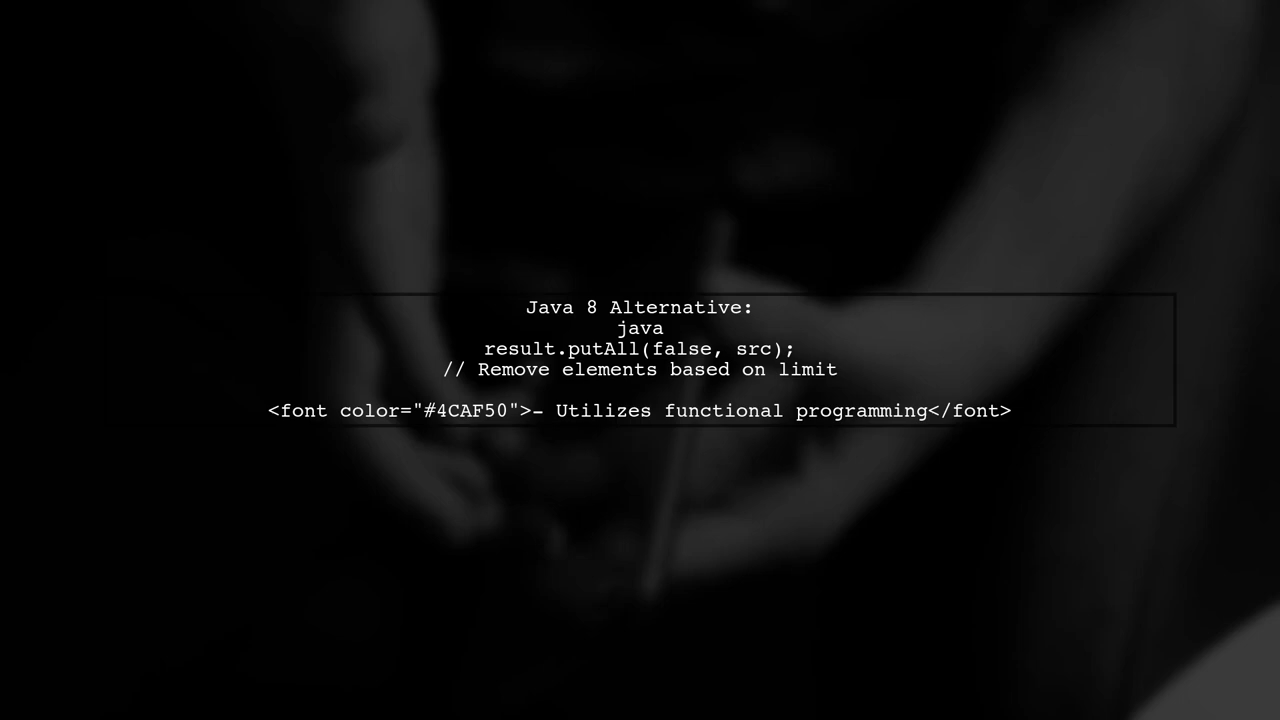 Java 8 Alternative:
java
result.putAll(false, src);
// Remove elements based on limit
<font color="#4CAF50">- Utilizes functional programming</font>